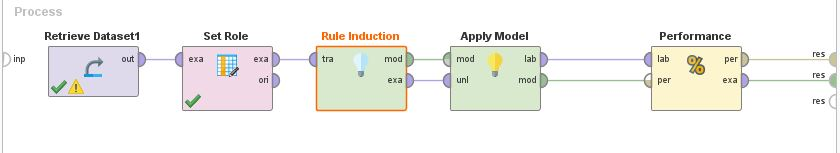 Process
Retrieve Dataset1 Set Role Rule Induction Apply Model Performance
inp out exa exa tra mod mod lab lab per res
ori exa unl mod per exa res
res